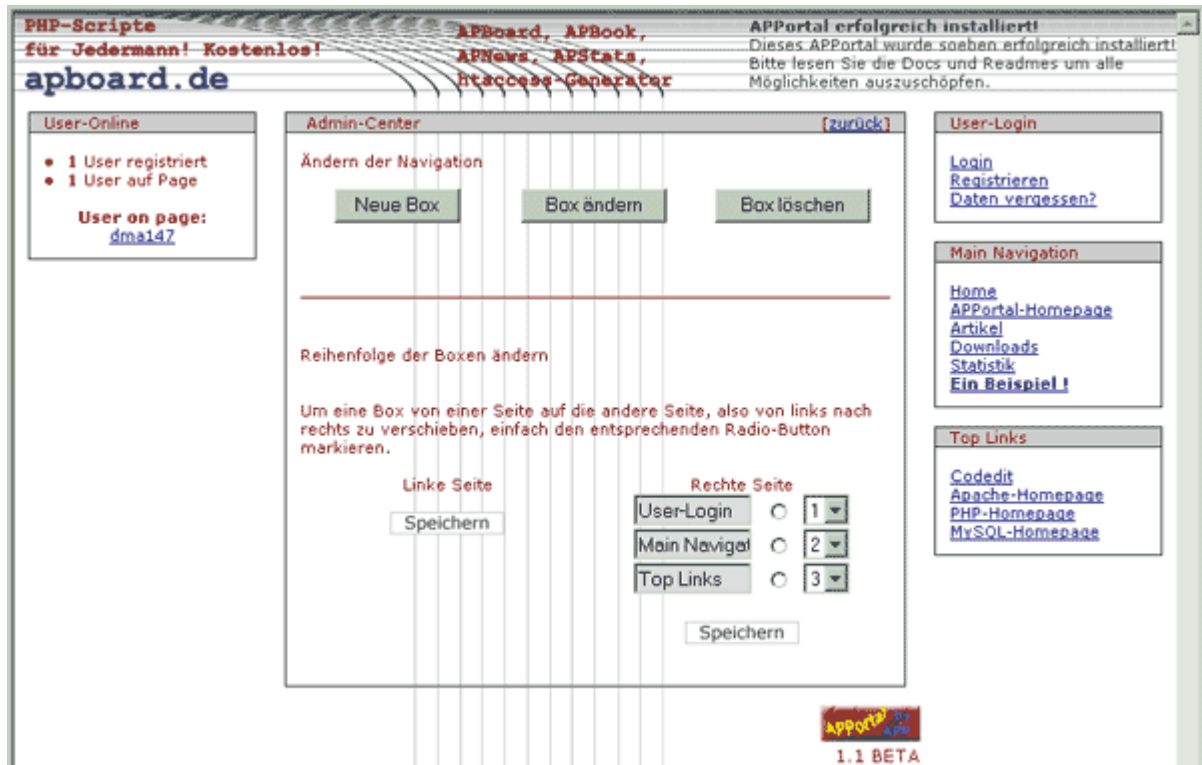 PHP-Scripte
für Jedermann! Kostenlos!
apboard.de
APBoard, APBook,
APNews, APStats,
htaccess-Generator
APPortal erfolgreich installiert!
Dieses APPortal wurde soeben erfolgreich installiert!
Bitte lesen Sie die Docs und Readmes um alle
Möglichkeiten auszuschöpfen.
User-Online
1 User registriert
1 User auf Page
User on page:
dma147
Admin-Center [zurück]
Ändern der Navigation
Neue Box Box ändern Box löschen
Reihenfolge der Boxen ändern
Um eine Box von einer Seite auf die andere Seite, also von links nach
rechts zu verschieben, einfach den entsprechenden Radio-Button
markieren.
Linke Seite
Speichern
Rechte Seite
User-Login 1
Main Navigat 2
Top Links 3
Speichern
User-Login
Login
Registrieren
Daten vergessen?
Main Navigation
Home
APPortal-Homepage
Artikel
Downloads
Statistik
Ein Beispiel !
Top Links
Codedit
Apache-Homepage
PHP-Homepage
MySQL-Homepage
APPortal by
APP
1.1 BETA